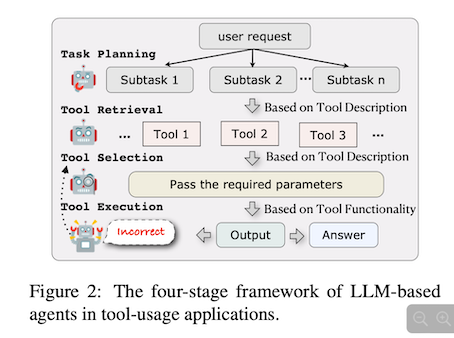 user request
Task Planning
Subtask 1 Subtask 2 ... Subtask n
Based on Tool Description
Tool Retrieval
... Tool 1 Tool 2 Tool 3 ...
Tool Selection
Based on Tool Description
Pass the required parameters
Tool Execution
Based on Tool Functionality
Incorrect Output Answer
Figure 2: The four-stage framework of LLM-based
agents in tool-usage applications.